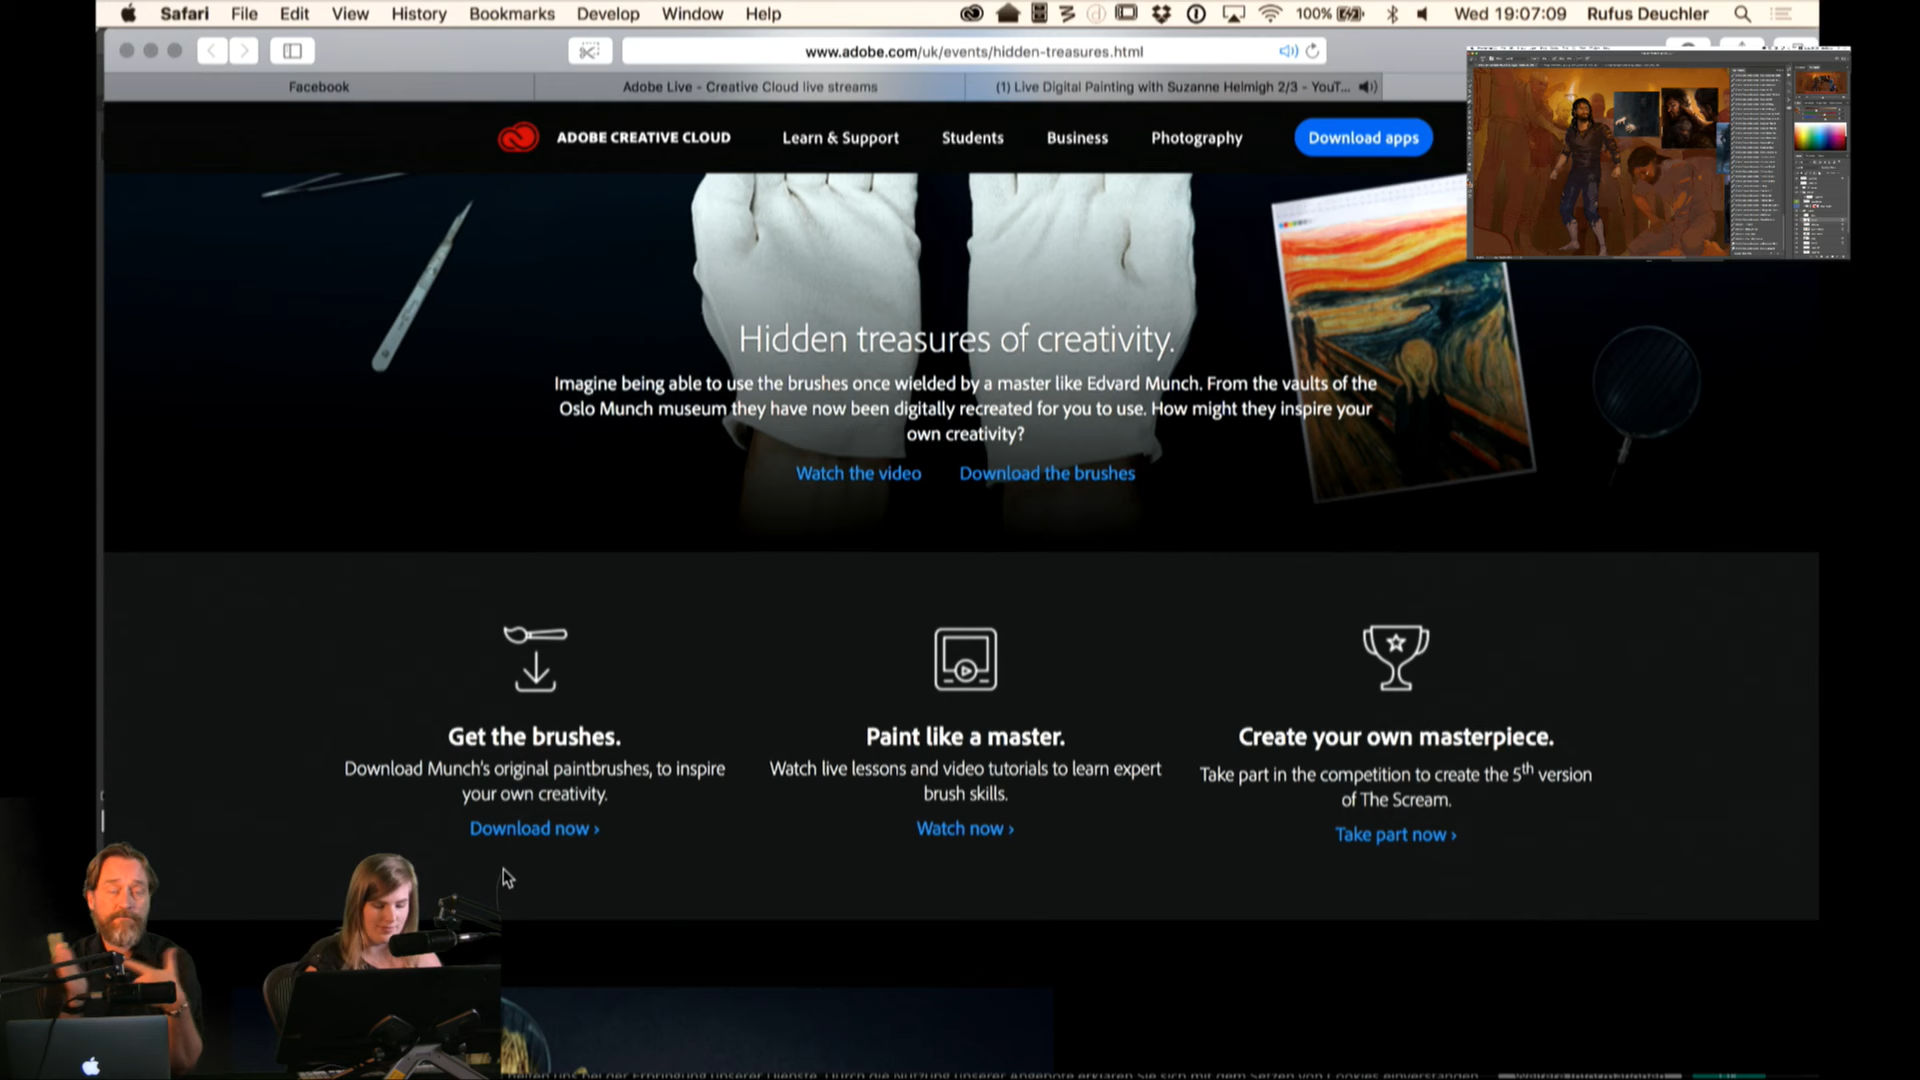 Safari File Edit View History Bookmarks Develop Window Help 100% Wed 19:07:09 Rufus Deuchler
www.adobe.com/uk/events/hidden-treasures.html
Facebook Adobe Live - Creative Cloud live streams (1) Live Digital Painting with Suzanne Helmigh 2/3 - YouT...
ADOBE CREATIVE CLOUD Learn & Support Students Business Photography Download apps
Hidden treasures of creativity.
Imagine being able to use the brushes once wielded by a master like Edvard Munch. From the vaults of the
Oslo Munch museum they have now been digitally recreated for you to use. How might they inspire your
own creativity?
Watch the video Download the brushes
Get the brushes.
Download Munch's original paintbrushes, to inspire
your own creativity.
Download now ›
Paint like a master.
Watch live lessons and video tutorials to learn expert
brush skills.
Watch now ›
Create your own masterpiece.
Take part in the competition to create the 5th version
of The Scream.
Take part now ›